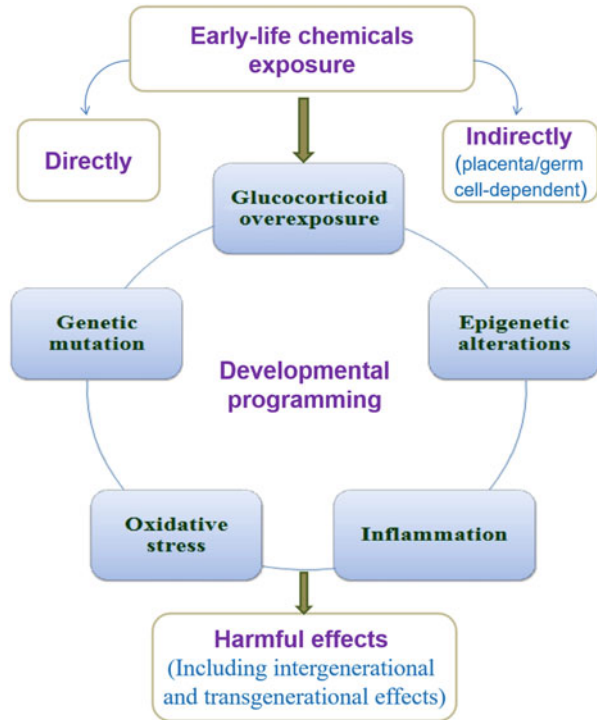 Early-life chemicals
exposure
Directly
Indirectly
(placenta/germ
cell-dependent)
Glucocorticoid
overexposure
Genetic
mutation
Epigenetic
alterations
Developmental
programming
Oxidative
stress
Inflammation
Harmful effects
(Including intergenerational
and transgenerational effects)